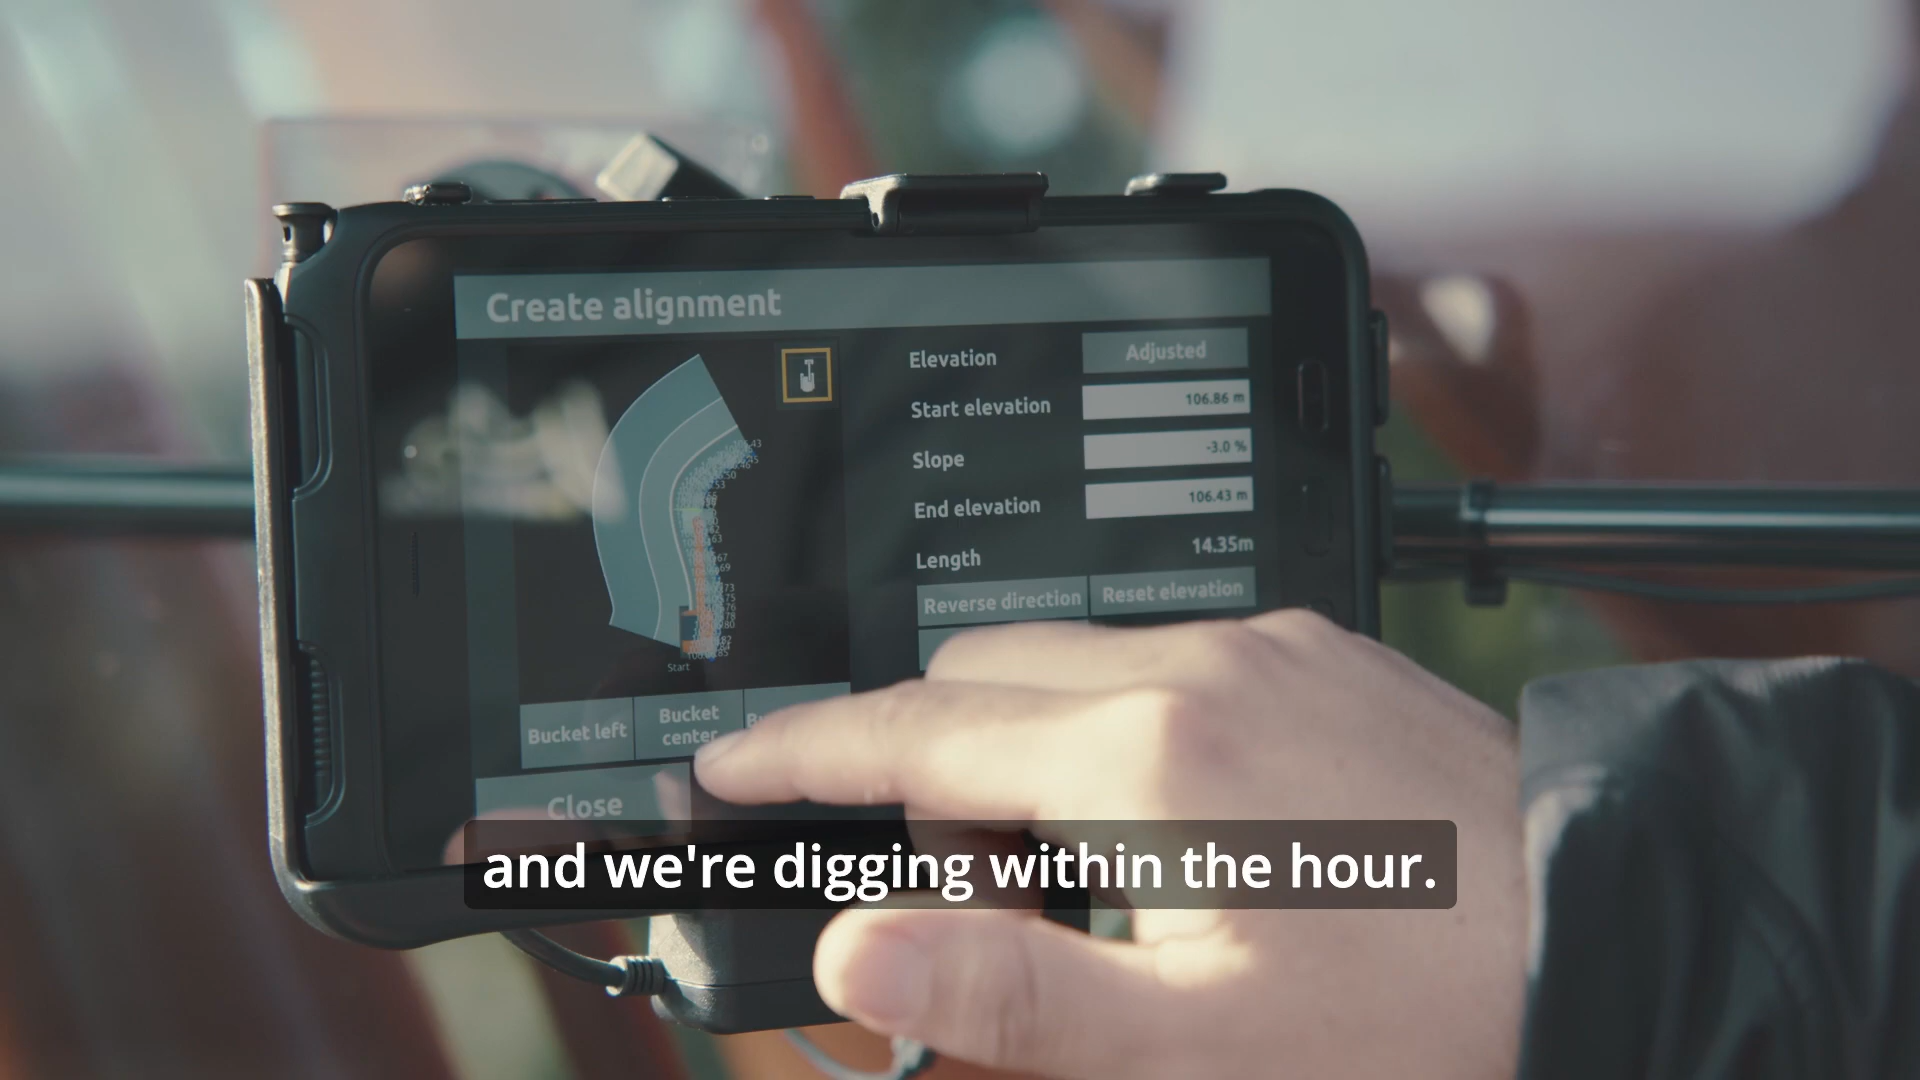 Create alignment
Elevation Adjusted
Start elevation 106.86 m
Slope -3.0 %
End elevation 106.43 m
Length 14.35m
Reverse direction Reset elevation
Start
Bucket left Bucket center
Close
and we're digging within the hour.